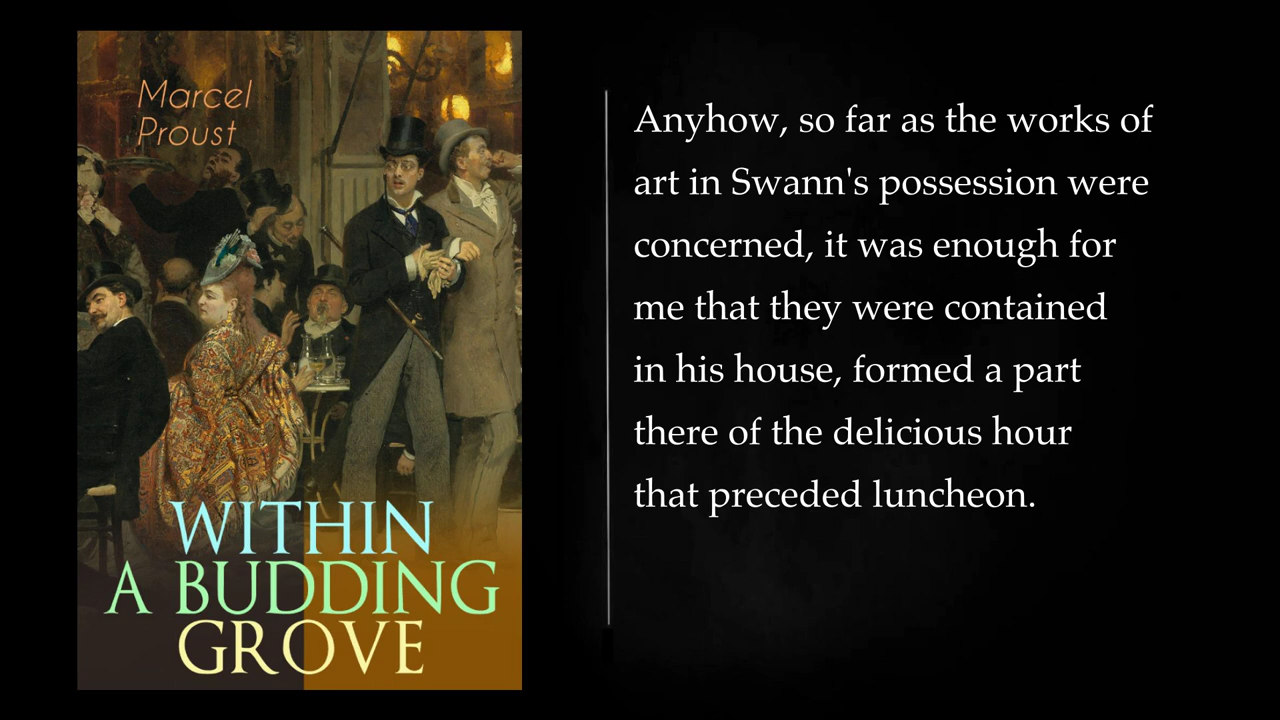 Marcel
Proust
WITHIN
A BUDDING
GROVE
Anyhow, so far as the works of
art in Swann's possession were
concerned, it was enough for
me that they were contained
in his house, formed a part
there of the delicious hour
that preceded luncheon.